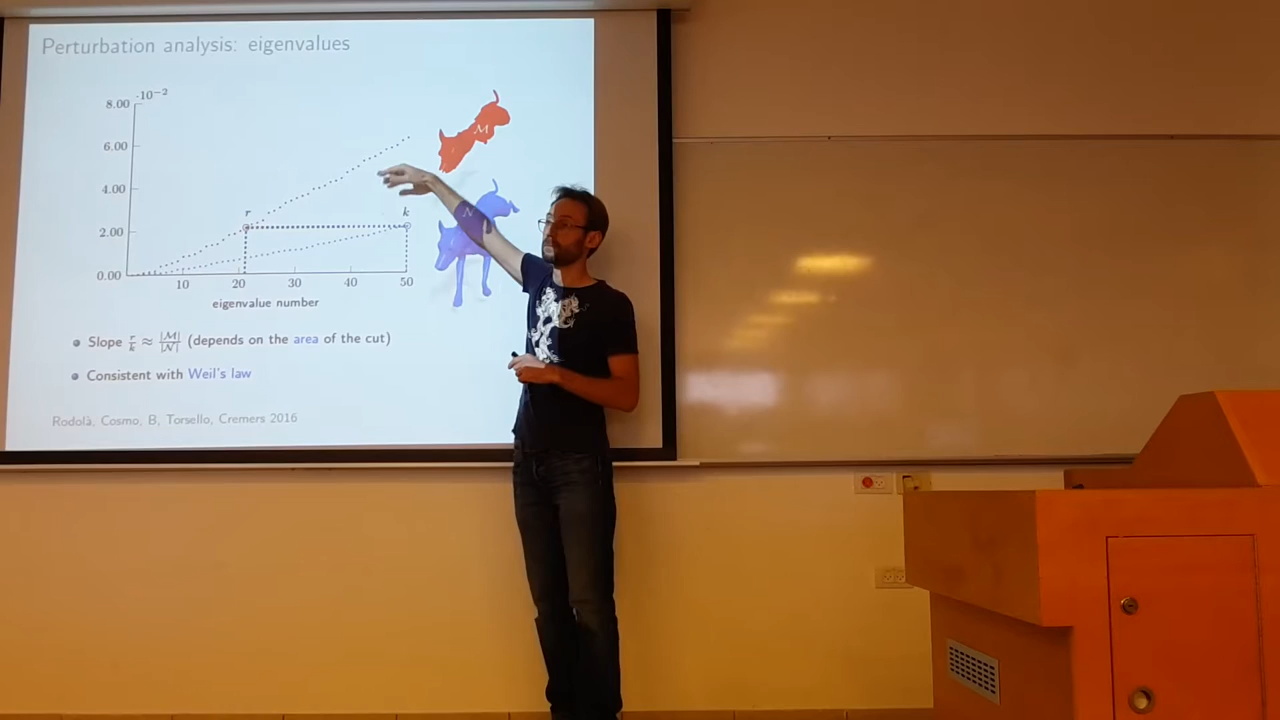 Perturbation analysis: eigenvalues
·10⁻²
8.00
6.00
4.00
2.00
0.00
r
k
10 20 30 40 50
eigenvalue number
M
N
Slope r/k ≈ |M|/|N| (depends on the area of the cut)
Consistent with Weil's law
Rodolà, Cosmo, B, Torsello, Cremers 2016